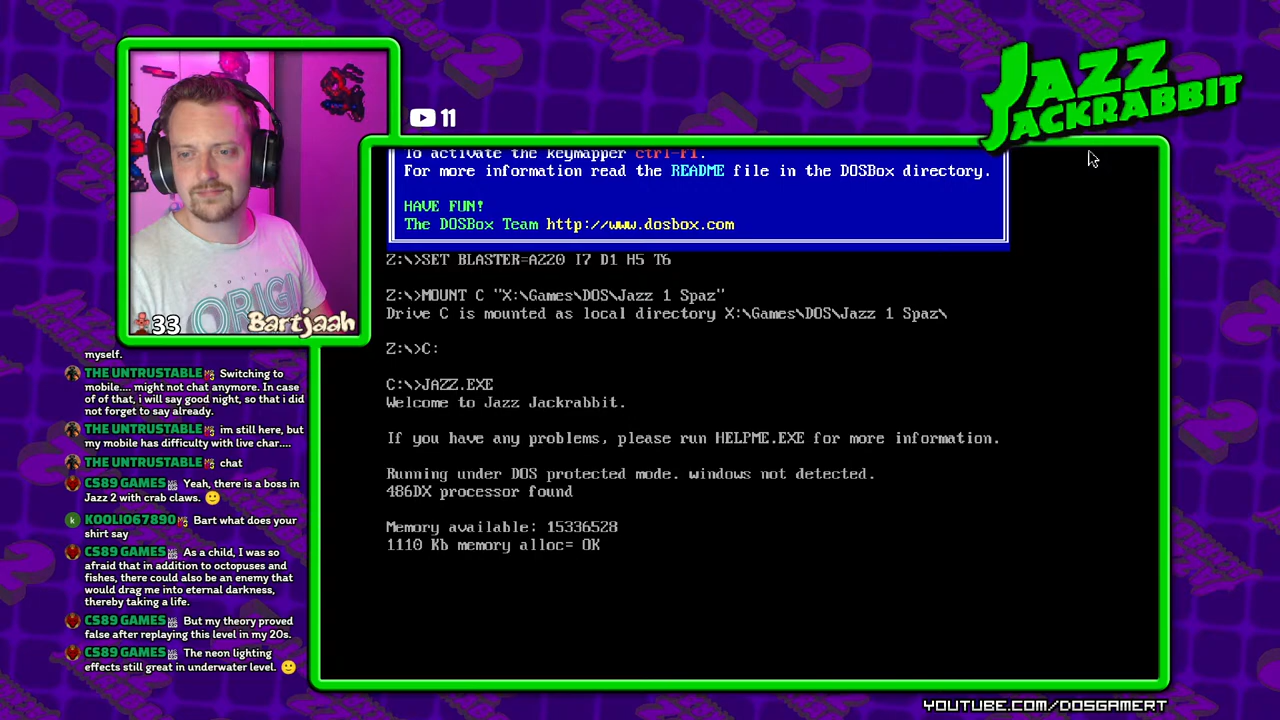 JAZZ
JACKRABBIT
11
To activate the keymapper ctrl-F1.
For more information read the README file in the DOSBox directory.
HAVE FUN!
The DOSBox Team http://www.dosbox.com
Z:\>SET BLASTER=A220 I7 D1 H5 T6
Z:\>MOUNT C "X:\Games\DOS\Jazz 1 Spaz"
Drive C is mounted as local directory X:\Games\DOS\Jazz 1 Spaz\
Z:\>C:
C:\>JAZZ.EXE
Welcome to Jazz Jackrabbit.
If you have any problems, please run HELPME.EXE for more information.
Running under DOS protected mode. windows not detected.
486DX processor found
Memory available: 15336528
1110 Kb memory alloc= OK
33
Bartjaah
myself.
THE UNTRUSTABLE Switching to
mobile.... might not chat anymore. In case
of of that, i will say good night, so that i did
not forget to say already.
THE UNTRUSTABLE im still here, but
my mobile has difficulty with live char....
THE UNTRUSTABLE chat
CS89 GAMES Yeah, there is a boss in
Jazz 2 with crab claws. 🙂
k KOOLIO67890 Bart what does your
shirt say
CS89 GAMES As a child, I was so
afraid that in addition to octopuses and
fishes, there could also be an enemy that
would drag me into eternal darkness,
thereby taking a life.
CS89 GAMES But my theory proved
false after replaying this level in my 20s.
CS89 GAMES The neon lighting
effects still great in underwater level. 🙂
YOUTUBE.COM/DOSGAMERT